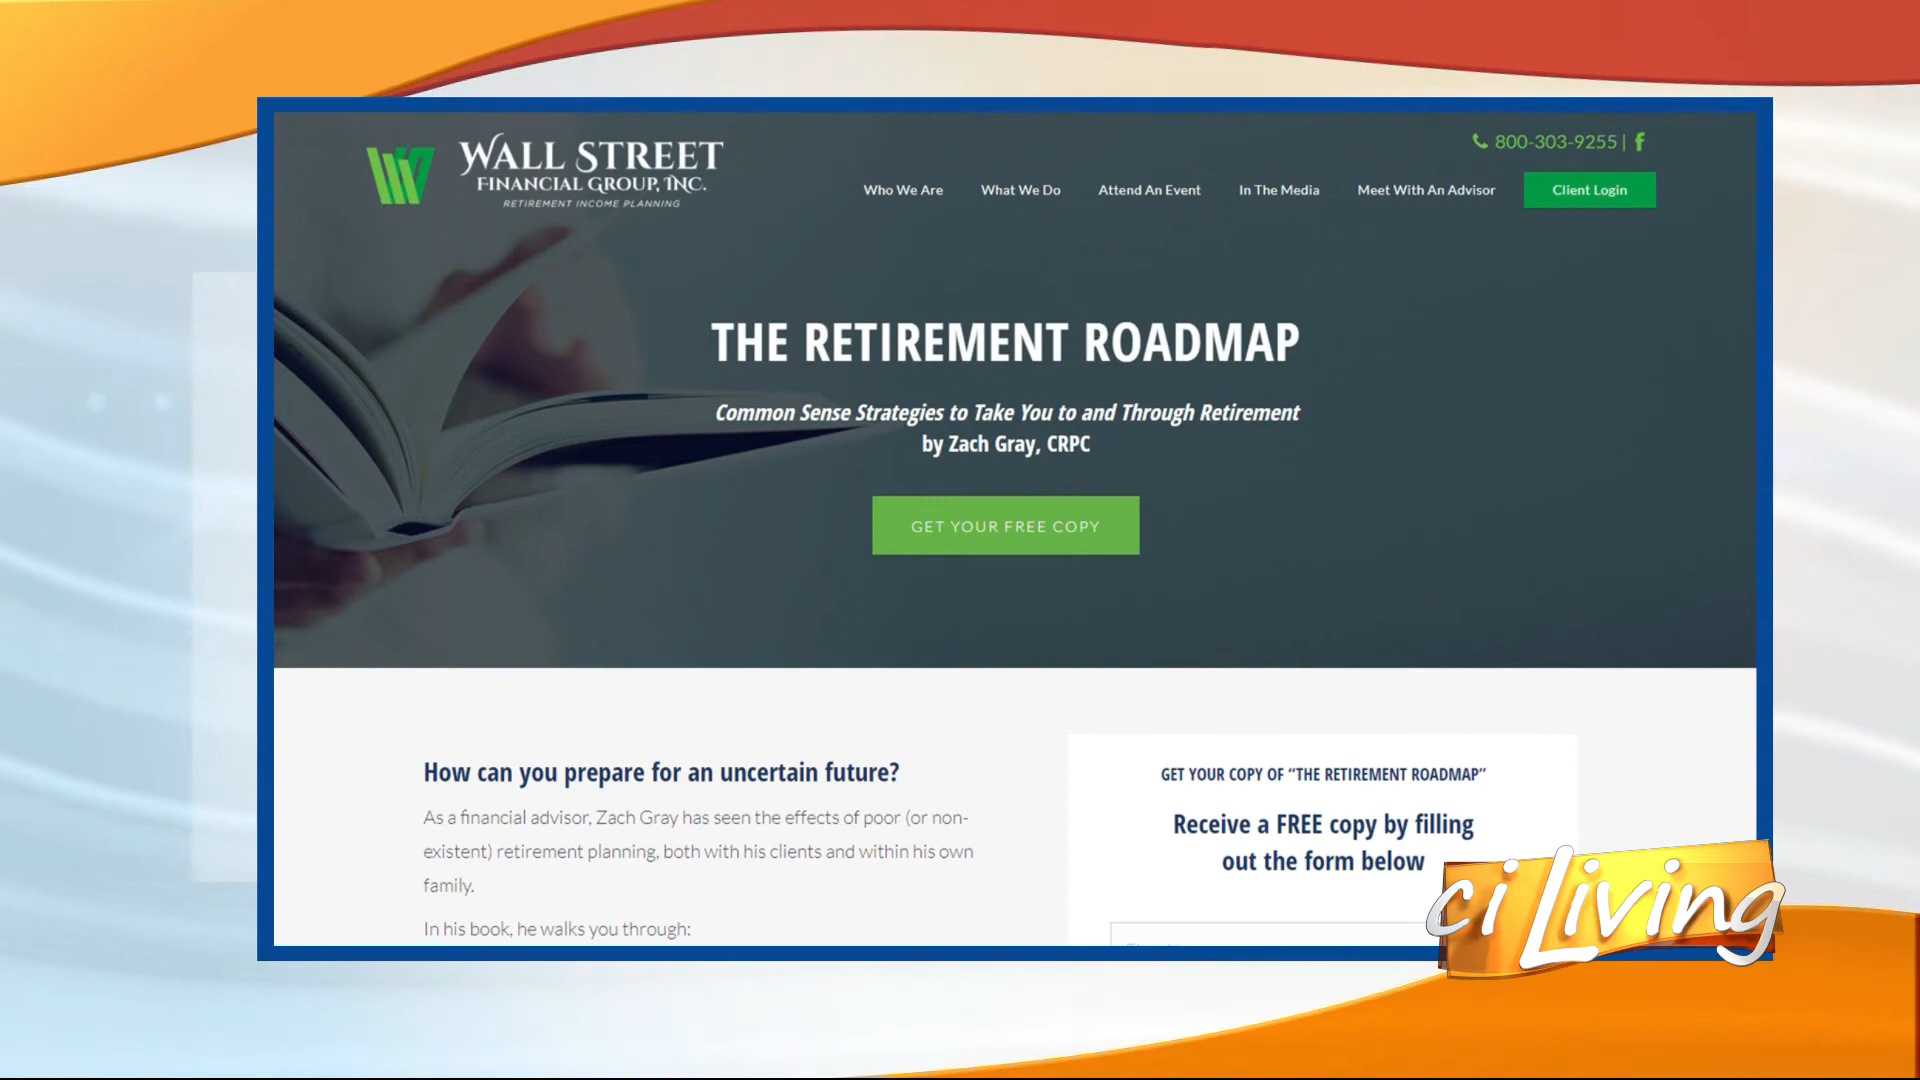 WALL STREET
FINANCIAL GROUP, INC.
RETIREMENT INCOME PLANNING
800-303-9255 | f
Who We Are What We Do Attend An Event In The Media Meet With An Advisor Client Login
THE RETIREMENT ROADMAP
Common Sense Strategies to Take You to and Through Retirement
by Zach Gray, CRPC
GET YOUR FREE COPY
How can you prepare for an uncertain future?
As a financial advisor, Zach Gray has seen the effects of poor (or non-
existent) retirement planning, both with his clients and within his own
family.
In his book, he walks you through:
GET YOUR COPY OF “THE RETIREMENT ROADMAP”
Receive a FREE copy by filling
out the form below
ci Living